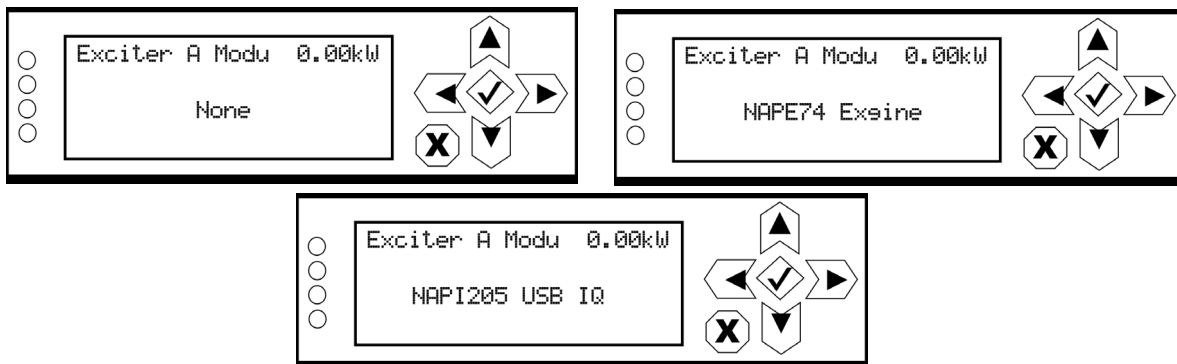 Exciter A Modu 0.00kW
None
Exciter A Modu 0.00kW
NAPE74 Exgine
Exciter A Modu 0.00kW
NAPI205 USB IQ